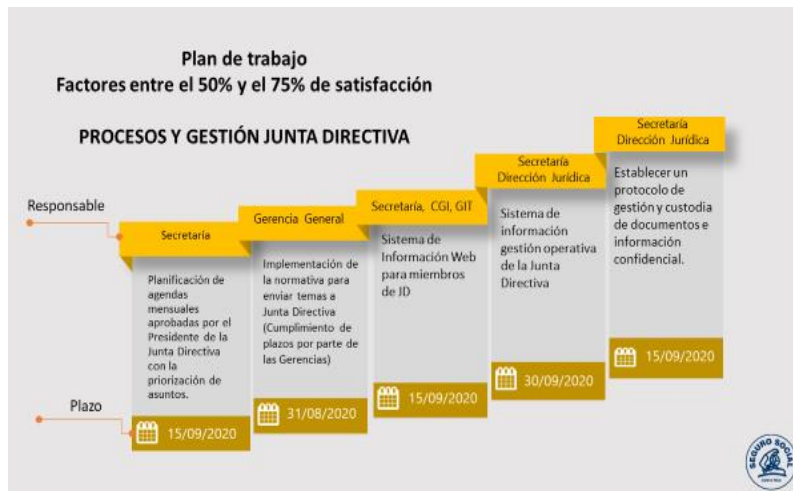 Plan de trabajo
Factores entre el 50% y el 75% de satisfacción
PROCESOS Y GESTIÓN JUNTA DIRECTIVA
Responsable
Secretaría
Planificación de
agendas
mensuales
aprobadas por el
Presidente de la
Junta Directiva
con la
priorización de
asuntos.
Plazo
15/09/2020
Gerencia General
Implementación de
la normativa para
enviar temas a
Junta Directiva
(Cumplimiento de
plazos por parte de
las Gerencias)
31/08/2020
Secretaría, CGI, GIT
Sistema de
Información Web
para miembros
de JD
15/09/2020
Secretaría
Dirección Jurídica
Sistema de
información
gestión operativa
de la Junta
Directiva
30/09/2020
Secretaría
Dirección Jurídica
Establecer un
protocolo de
gestión y custodia
de documentos e
información
confidencial.
15/09/2020
SEGURO SOCIAL